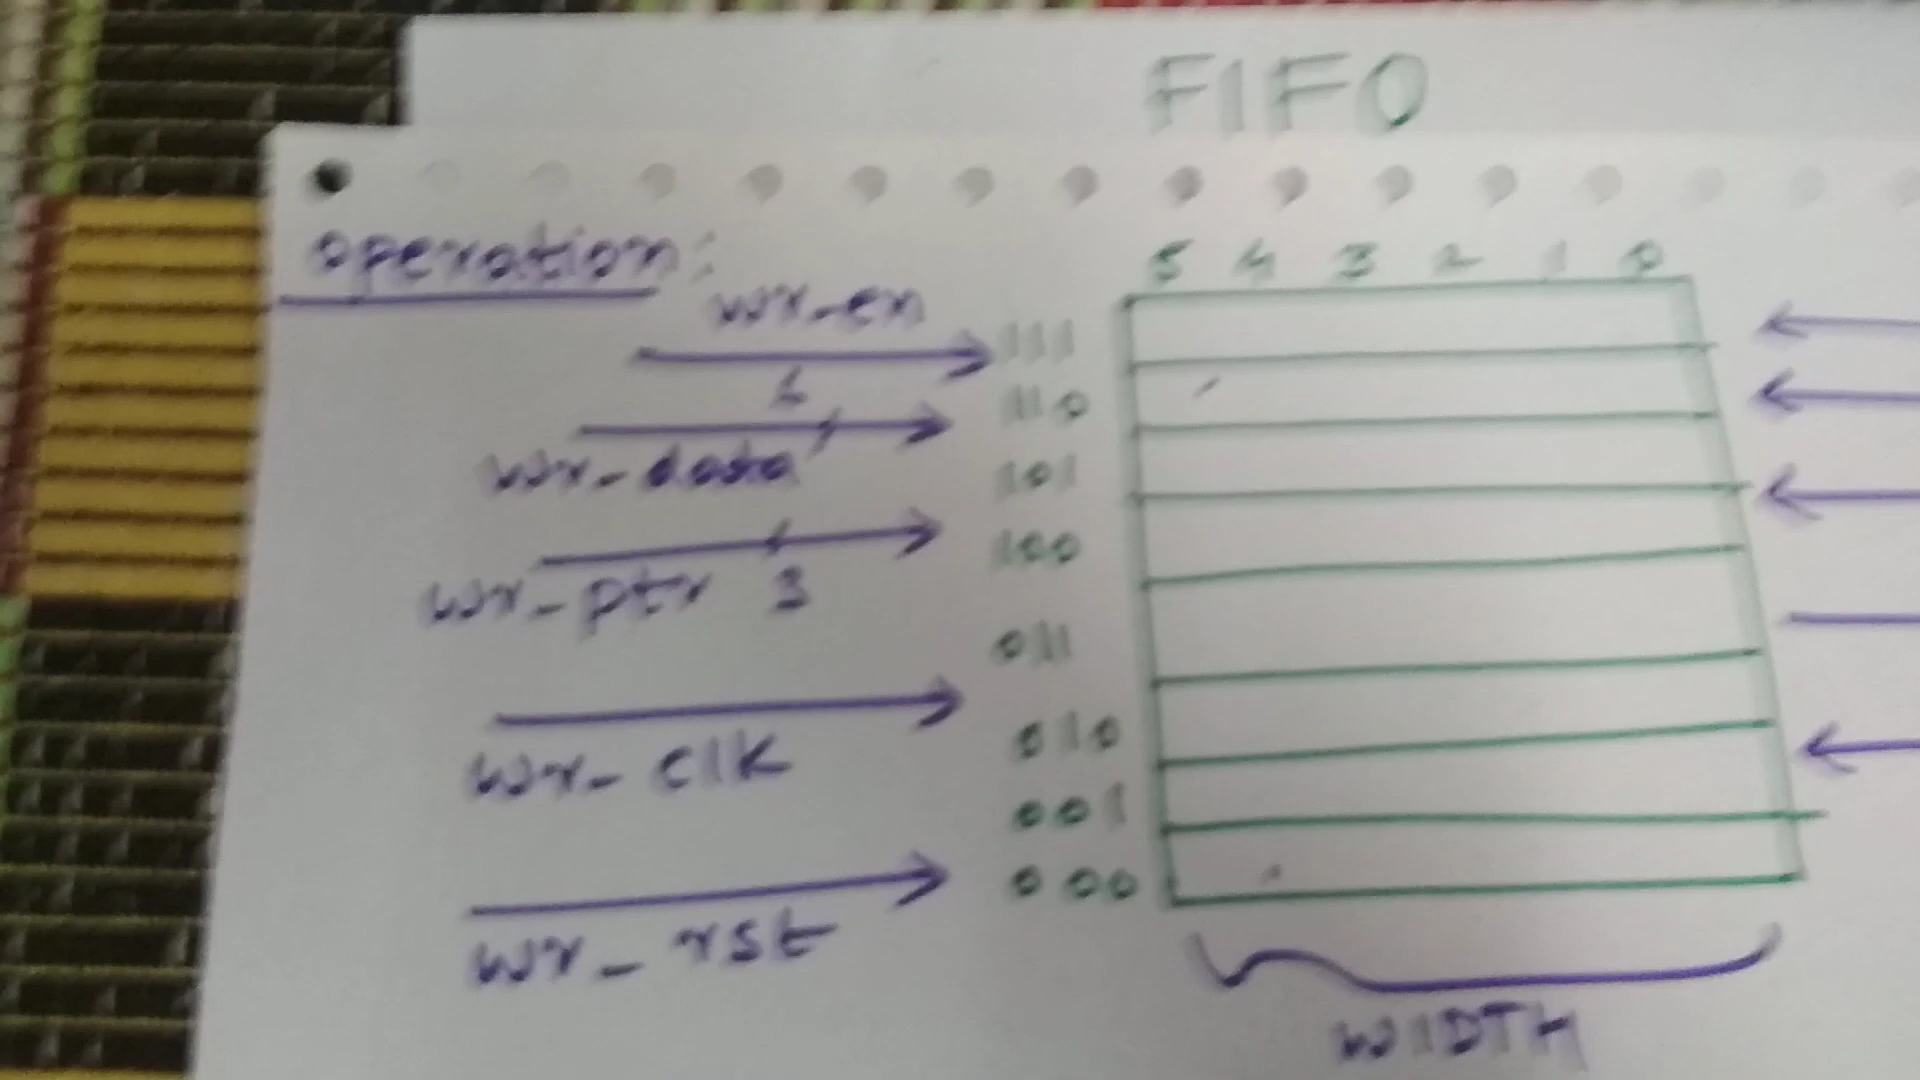 FIFO
operation:
5 4 3 2 1 0
wr_en
111
110
wr_data
101
100
wr_ptr 3
011
010
wr_clk
001
000
wr_rst
WIDTH